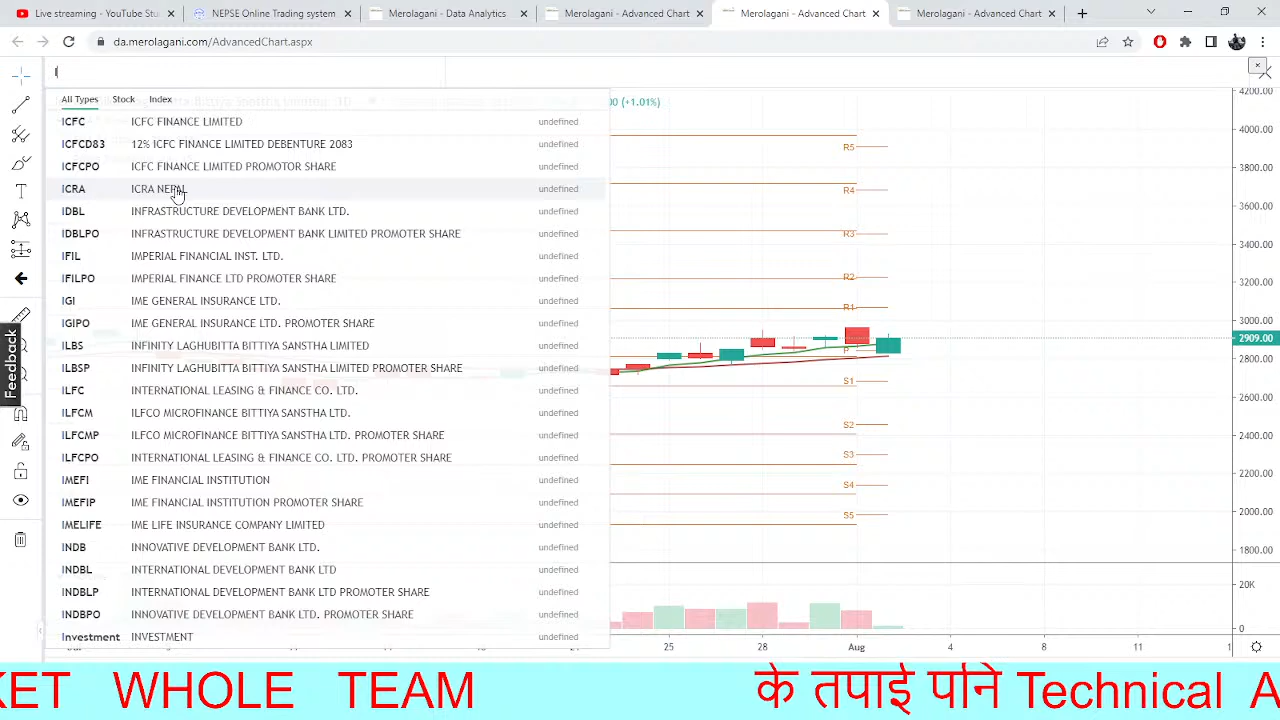 Live streaming - YouTube S
NEPSE Online Trading system
Merolagani - Data Analytics
Merolagani - Advanced Chart
Merolagani - Advanced Chart
Merolagani - Advanced Chart
da.merolagani.com/AdvancedChart.aspx
I
All Types Stock Index
00 (+1.01%)
ICFC ICFC FINANCE LIMITED undefined
ICFCD83 12% ICFC FINANCE LIMITED DEBENTURE 2083 undefined
ICFCPO ICFC FINANCE LIMITED PROMOTOR SHARE undefined
ICRA ICRA NEPAL undefined
IDBL INFRASTRUCTURE DEVELOPMENT BANK LTD. undefined
IDBLPO INFRASTRUCTURE DEVELOPMENT BANK LIMITED PROMOTER SHARE undefined
IFIL IMPERIAL FINANCIAL INST. LTD. undefined
IFILPO IMPERIAL FINANCE LTD PROMOTER SHARE undefined
IGI IME GENERAL INSURANCE LTD. undefined
IGIPO IME GENERAL INSURANCE LTD. PROMOTER SHARE undefined
ILBS INFINITY LAGHUBITTA BITTIYA SANSTHA LIMITED undefined
ILBSP INFINITY LAGHUBITTA BITTIYA SANSTHA LIMITED PROMOTER SHARE undefined
ILFC INTERNATIONAL LEASING & FINANCE CO. LTD. undefined
ILFCM ILFCO MICROFINANCE BITTIYA SANSTHA LTD. undefined
ILFCMP ILFCO MICROFINANCE BITTIYA SANSTHA LTD. PROMOTER SHARE undefined
ILFCPO INTERNATIONAL LEASING & FINANCE CO. LTD. PROMOTER SHARE undefined
IMEFI IME FINANCIAL INSTITUTION undefined
IMEFIP IME FINANCIAL INSTITUTION PROMOTER SHARE undefined
IMELIFE IME LIFE INSURANCE COMPANY LIMITED undefined
INDB INNOVATIVE DEVELOPMENT BANK LTD. undefined
INDBL INTERNATIONAL DEVELOPMENT BANK LTD undefined
INDBLP INTERNATIONAL DEVELOPMENT BANK LTD PROMOTER SHARE undefined
INDBPO INNOVATIVE DEVELOPMENT BANK LTD. PROMOTER SHARE undefined
Investment INVESTMENT undefined
Feedback
R5
R4
R3
R2
R1
P
S1
S2
S3
S4
S5
4200.00
4000.00
3800.00
3600.00
3400.00
3200.00
3000.00
2909.00
2800.00
2600.00
2400.00
2200.00
2000.00
1800.00
20K
0
25 28 Aug 4 8 11 1
KET WHOLE TEAM के तपाई पनि Technical A